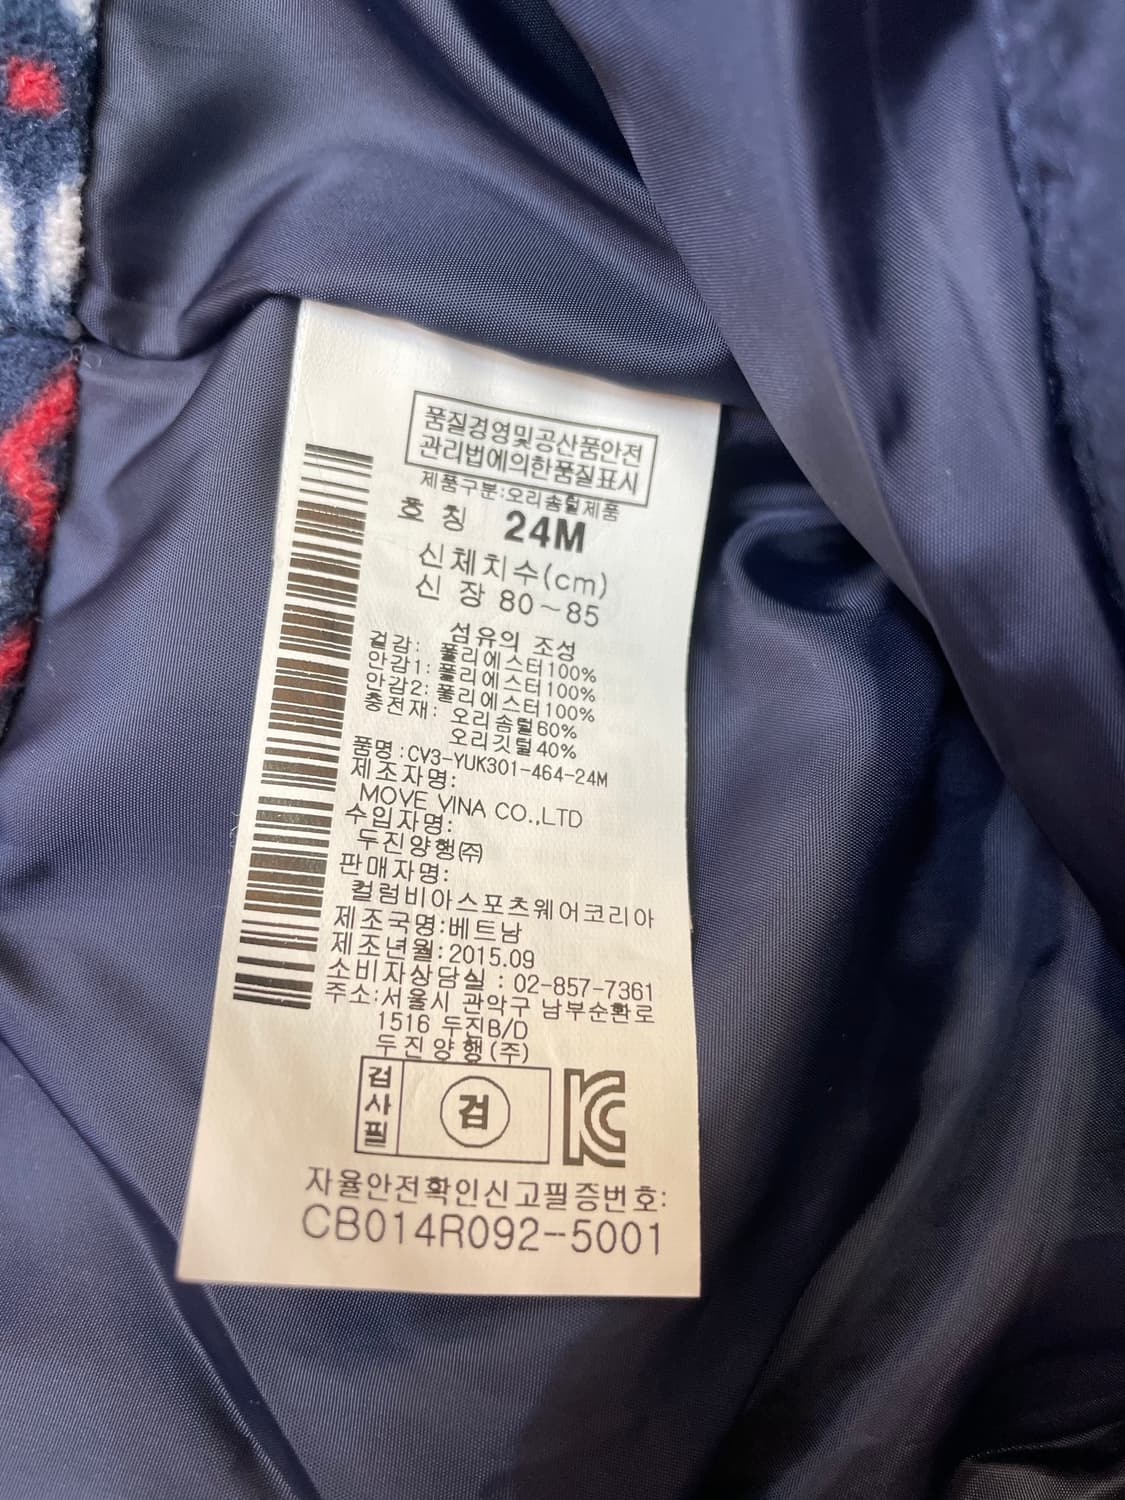 품질경영및공산품안전
관리법에의한품질표시
제품구분:오리솜털제품
호 칭 24M
신체치수(cm)
신 장 80~85
섬유의 조성
겉감: 폴리에스터100%
안감1: 폴리에스터100%
안감2: 폴리에스터100%
충전재: 오리솜털60%
오리깃털40%
품명:CV3-YUK301-464-24M
제조자명:
MOVE VINA CO.,LTD
수입자명:
두진양행㈜
판매자명:
컬럼비아스포츠웨어코리아
제조국명:베트남
제조년월:2015.09
소비자상담실 : 02-857-7361
주소:서울시 관악구 남부순환로
1516 두진B/D
두진양행(주)
검사필 검 KC
자율안전확인신고필증번호:
CB014R092-5001